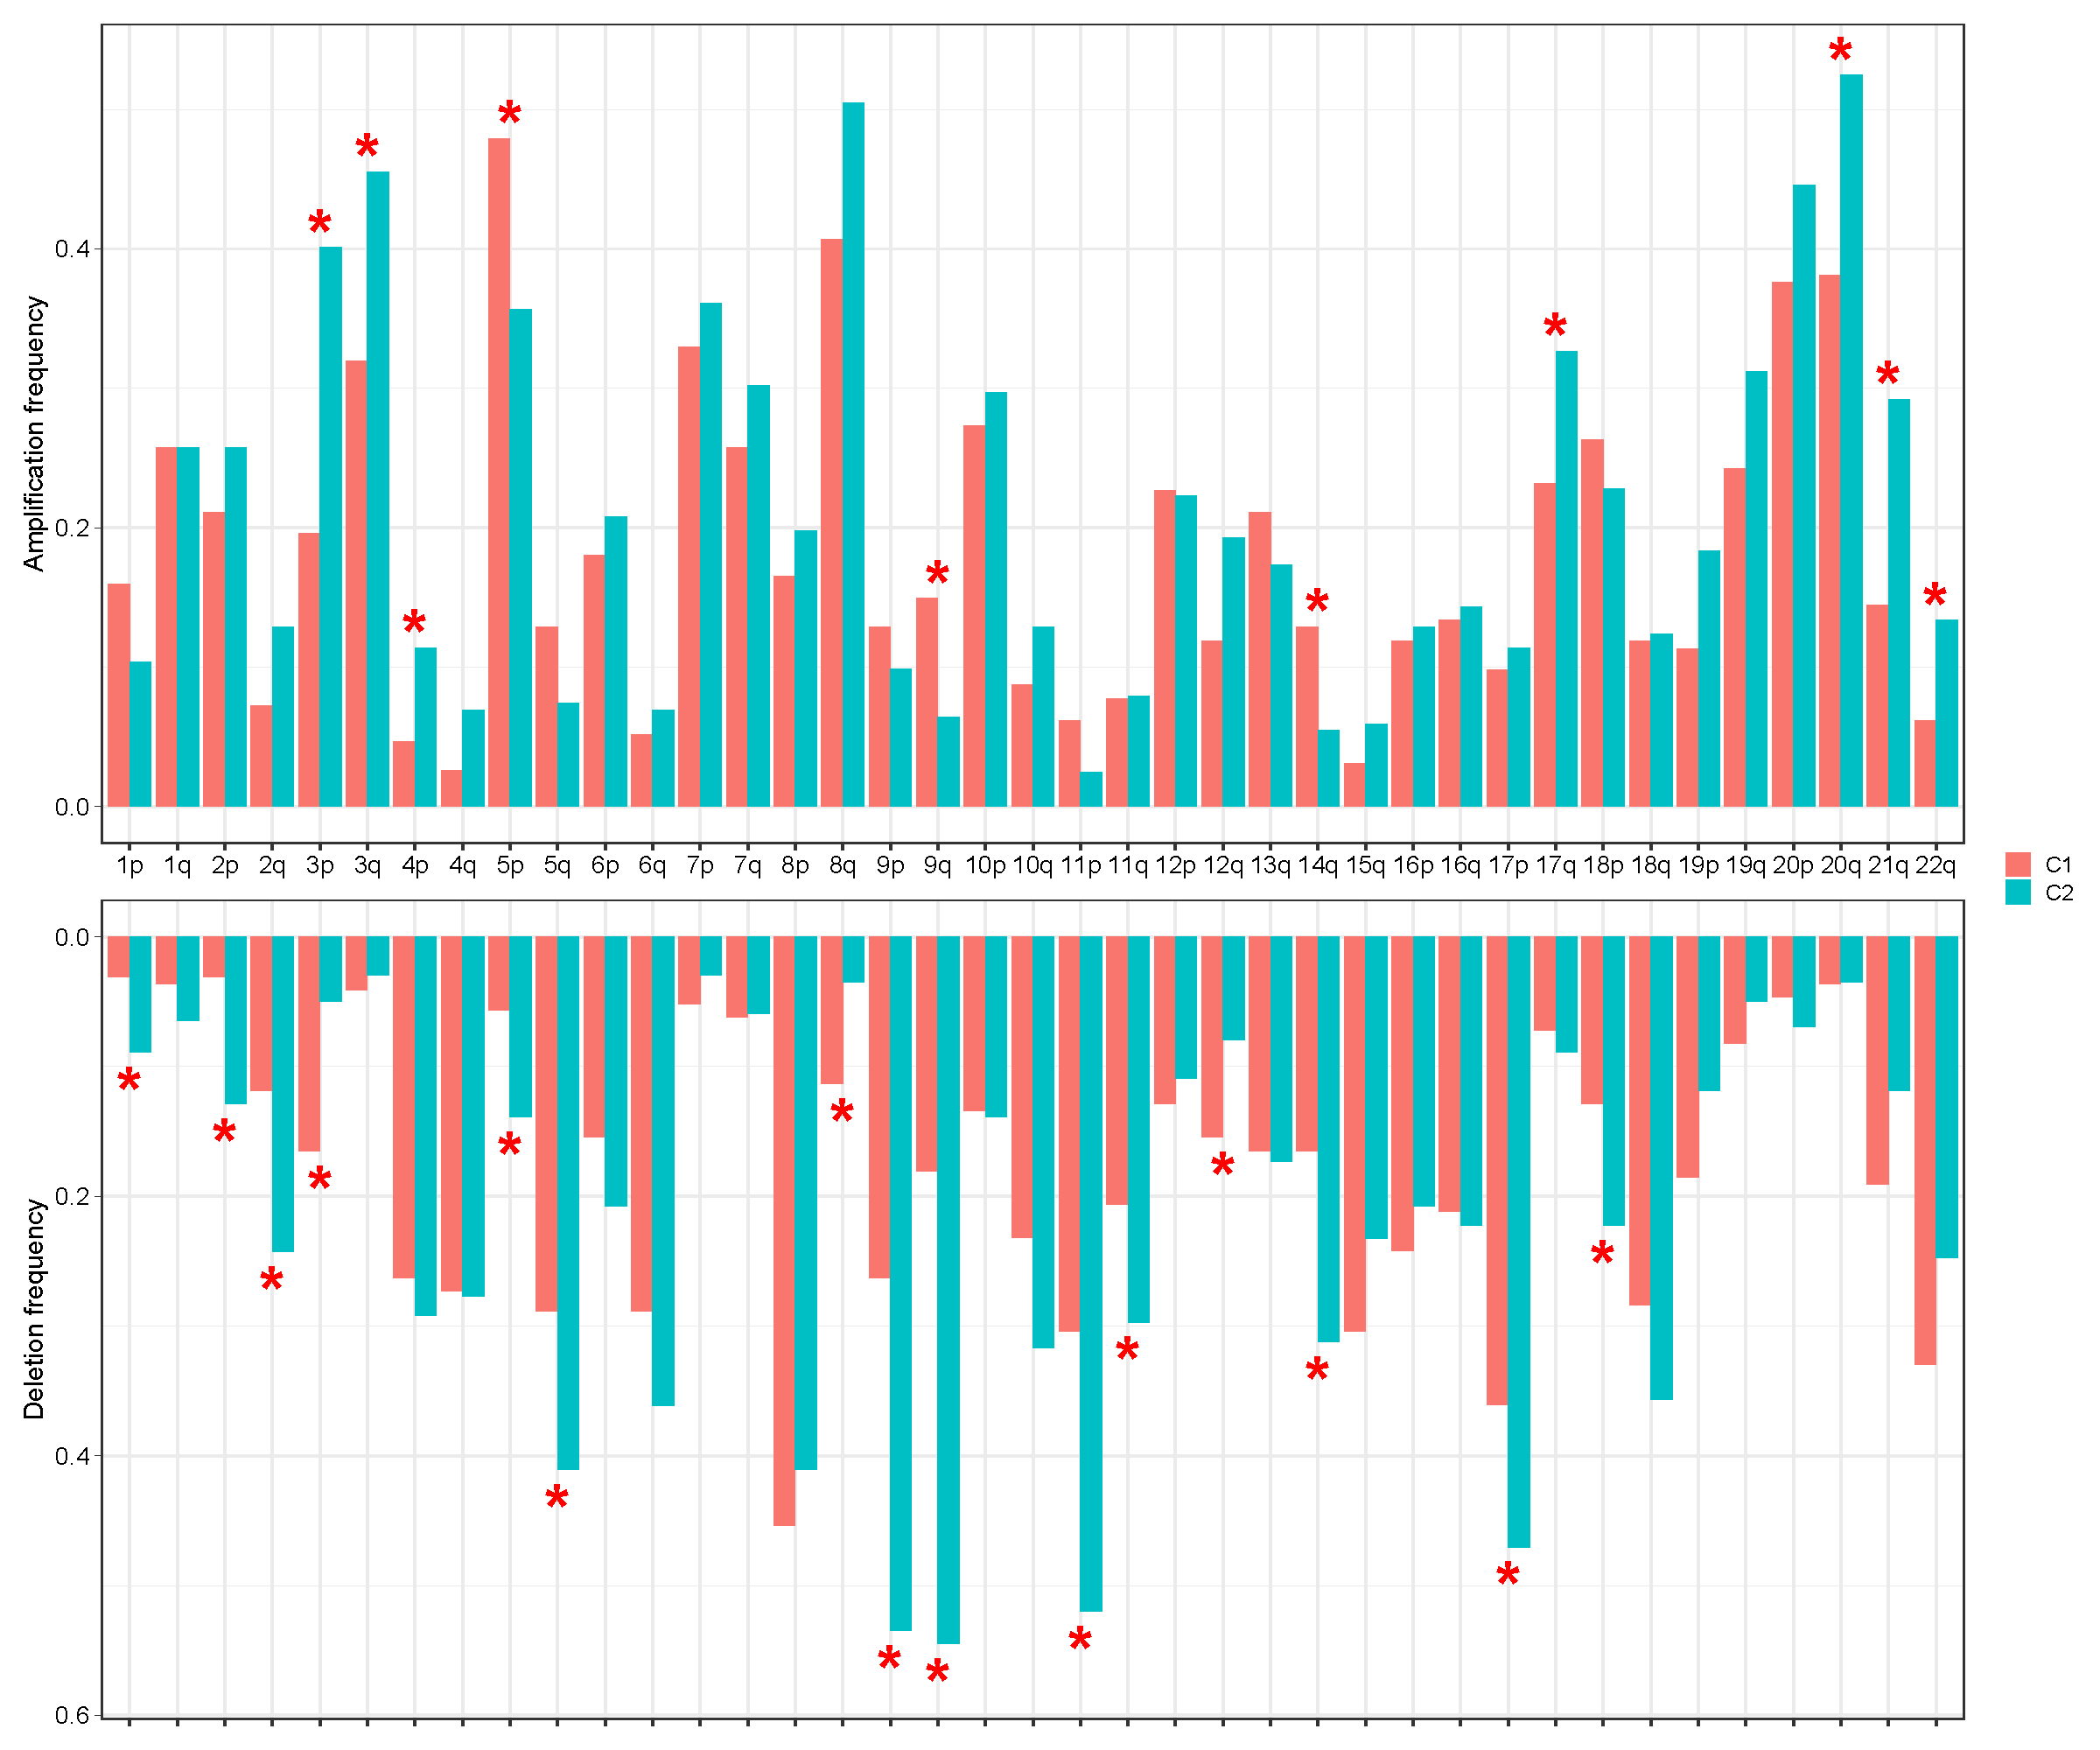 Amplification frequency
0.4
0.2
0.0
1p 1q 2p 2q 3p 3q 4p 4q 5p 5q 6p 6q 7p 7q 8p 8q 9p 9q 10p 10q 11p 11q 12p 12q 13q 14q 15q 16p 16q 17p 17q 18p 18q 19p 19q 20p 20q 21q 22q
C1
C2
Deletion frequency
0.0
0.2
0.4
0.6